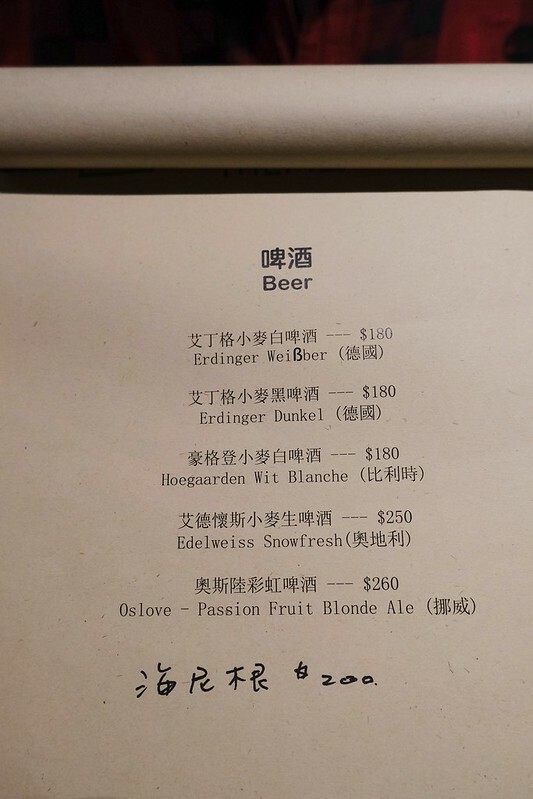 啤酒
Beer
艾丁格小麥白啤酒 --- $180
Erdinger Weißber (德國)
艾丁格小麥黑啤酒 --- $180
Erdinger Dunkel (德國)
豪格登小麥白啤酒 --- $180
Hoegaarden Wit Blanche (比利時)
艾德懷斯小麥生啤酒 --- $250
Edelweiss Snowfresh(奧地利)
奧斯陸彩虹啤酒 --- $260
Oslove - Passion Fruit Blonde Ale (挪威)
海尼根 $200.